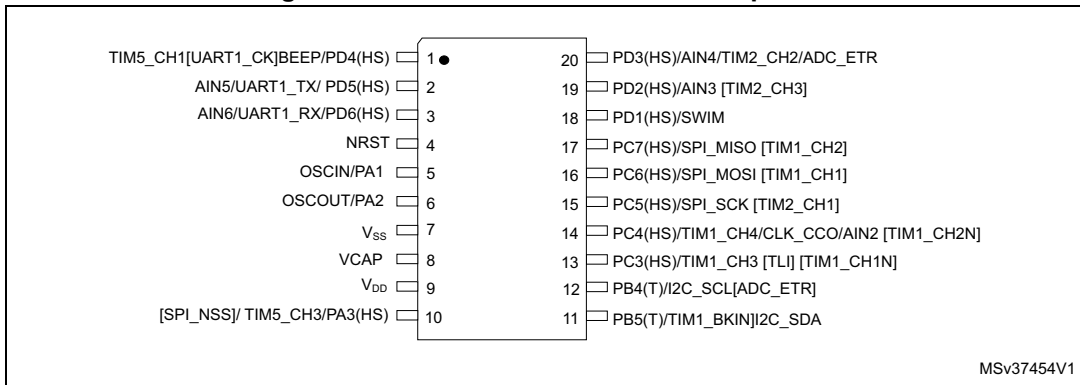 TIM5_CH1[UART1_CK]BEEP/PD4(HS) 1 20 PD3(HS)/AIN4/TIM2_CH2/ADC_ETR
AIN5/UART1_TX/ PD5(HS) 2 19 PD2(HS)/AIN3 [TIM2_CH3]
AIN6/UART1_RX/PD6(HS) 3 18 PD1(HS)/SWIM
NRST 4 17 PC7(HS)/SPI_MISO [TIM1_CH2]
OSCIN/PA1 5 16 PC6(HS)/SPI_MOSI [TIM1_CH1]
OSCOUT/PA2 6 15 PC5(HS)/SPI_SCK [TIM2_CH1]
VSS 7 14 PC4(HS)/TIM1_CH4/CLK_CCO/AIN2 [TIM1_CH2N]
VCAP 8 13 PC3(HS)/TIM1_CH3 [TLI] [TIM1_CH1N]
VDD 9 12 PB4(T)/I2C_SCL[ADC_ETR]
[SPI_NSS]/ TIM5_CH3/PA3(HS) 10 11 PB5(T)/TIM1_BKIN]I2C_SDA
MSv37454V1